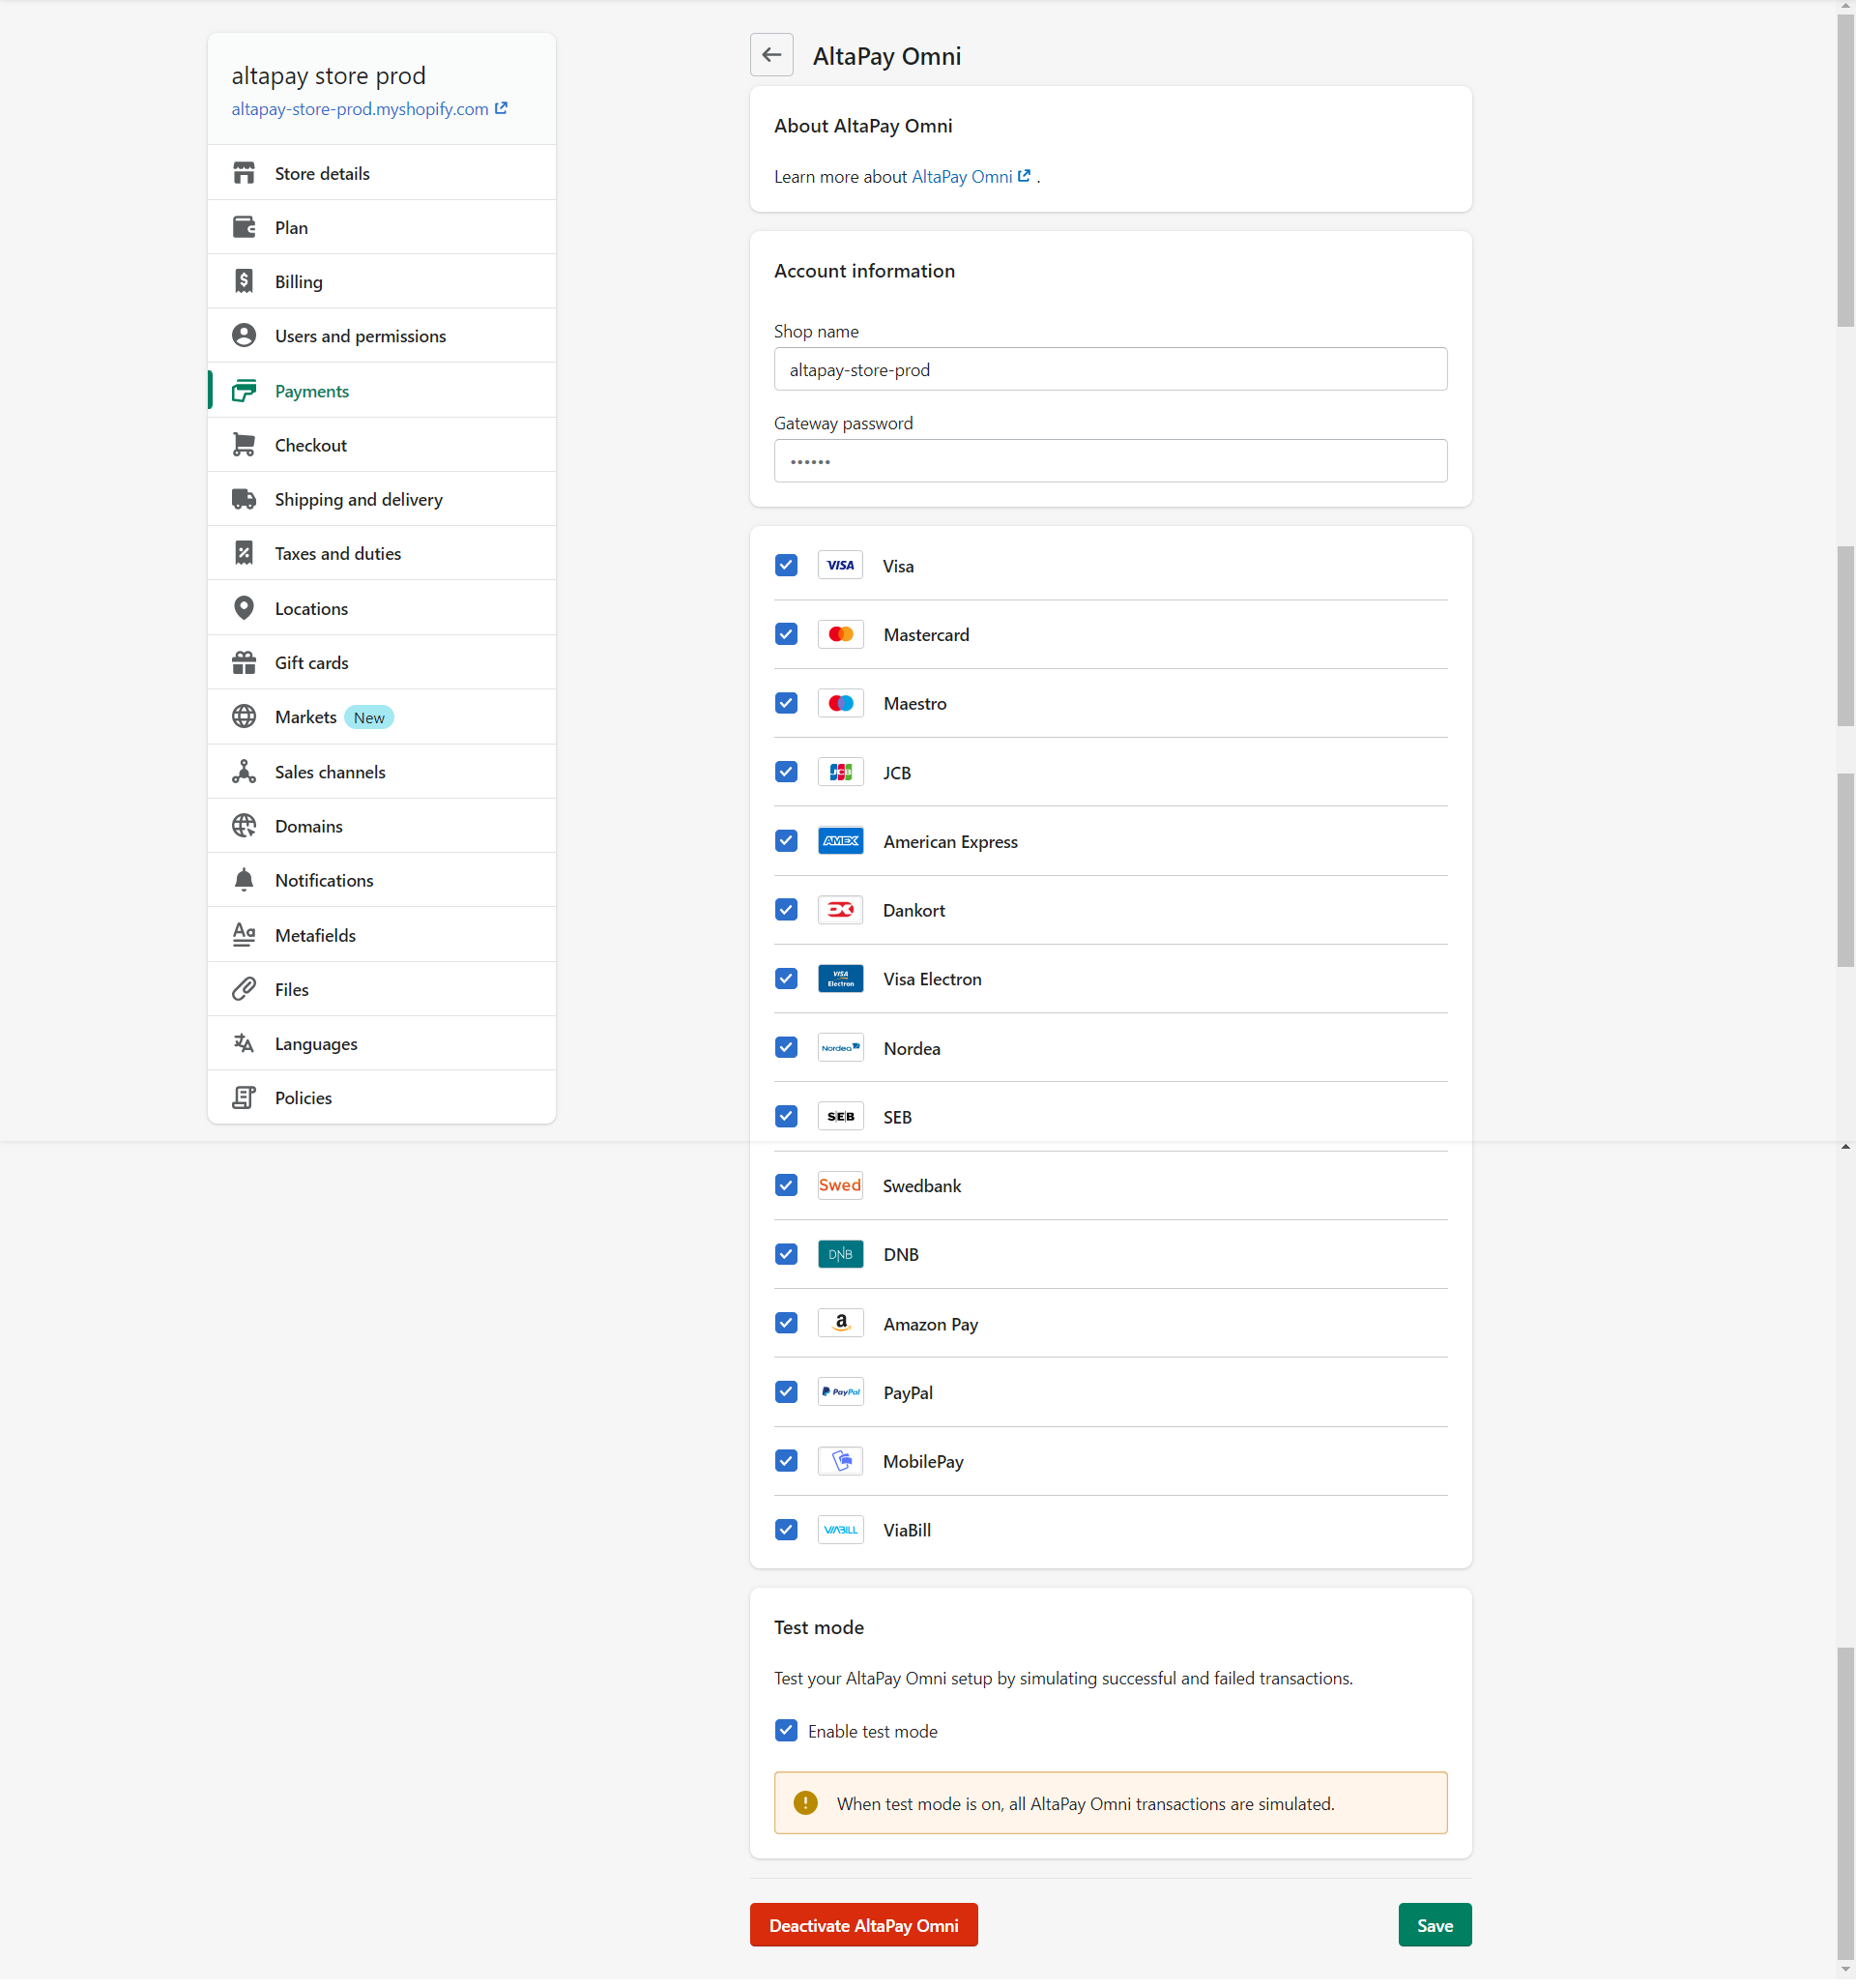 altapay store prod
altapay-store-prod.myshopify.com
Store details
Plan
Billing
Users and permissions
Payments
Checkout
Shipping and delivery
Taxes and duties
Locations
Gift cards
Markets New
Sales channels
Domains
Notifications
Metafields
Files
Languages
Policies
AltaPay Omni
About AltaPay Omni
Learn more about AltaPay Omni .
Account information
Shop name
altapay-store-prod
Gateway password
••••••
VISA Visa
Mastercard
Maestro
JCB JCB
AMEX American Express
Dankort
VISA Electron Visa Electron
Nordea Nordea
SEB SEB
Swed Swedbank
DNB DNB
a Amazon Pay
PayPal PayPal
MobilePay
VIABILL ViaBill
Test mode
Test your AltaPay Omni setup by simulating successful and failed transactions.
Enable test mode
When test mode is on, all AltaPay Omni transactions are simulated.
Deactivate AltaPay Omni
Save